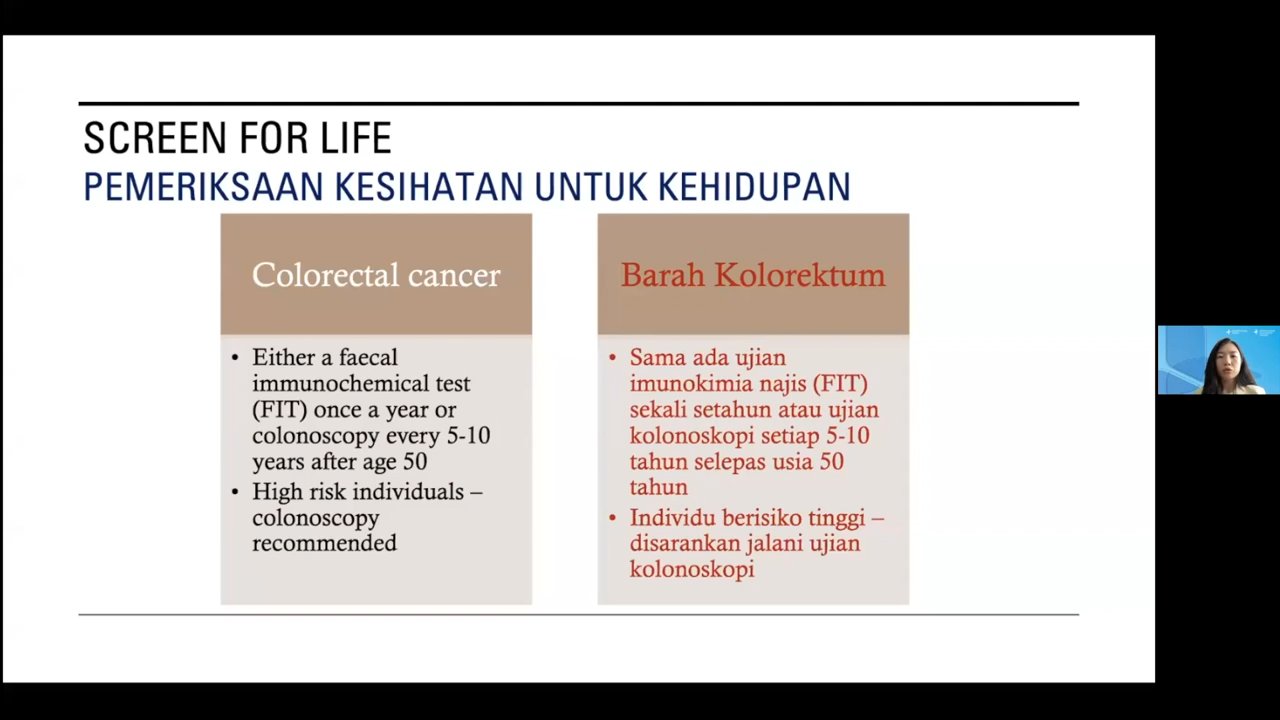 SCREEN FOR LIFE
PEMERIKSAAN KESIHATAN UNTUK KEHIDUPAN
Colorectal cancer
• Either a faecal
immunochemical test
(FIT) once a year or
colonoscopy every 5-10
years after age 50
• High risk individuals –
colonoscopy
recommended
Barah Kolorektum
• Sama ada ujian
imunokimia najis (FIT)
sekali setahun atau ujian
kolonoskopi setiap 5-10
tahun selepas usia 50
tahun
• Individu berisiko tinggi –
disarankan jalani ujian
kolonoskopi